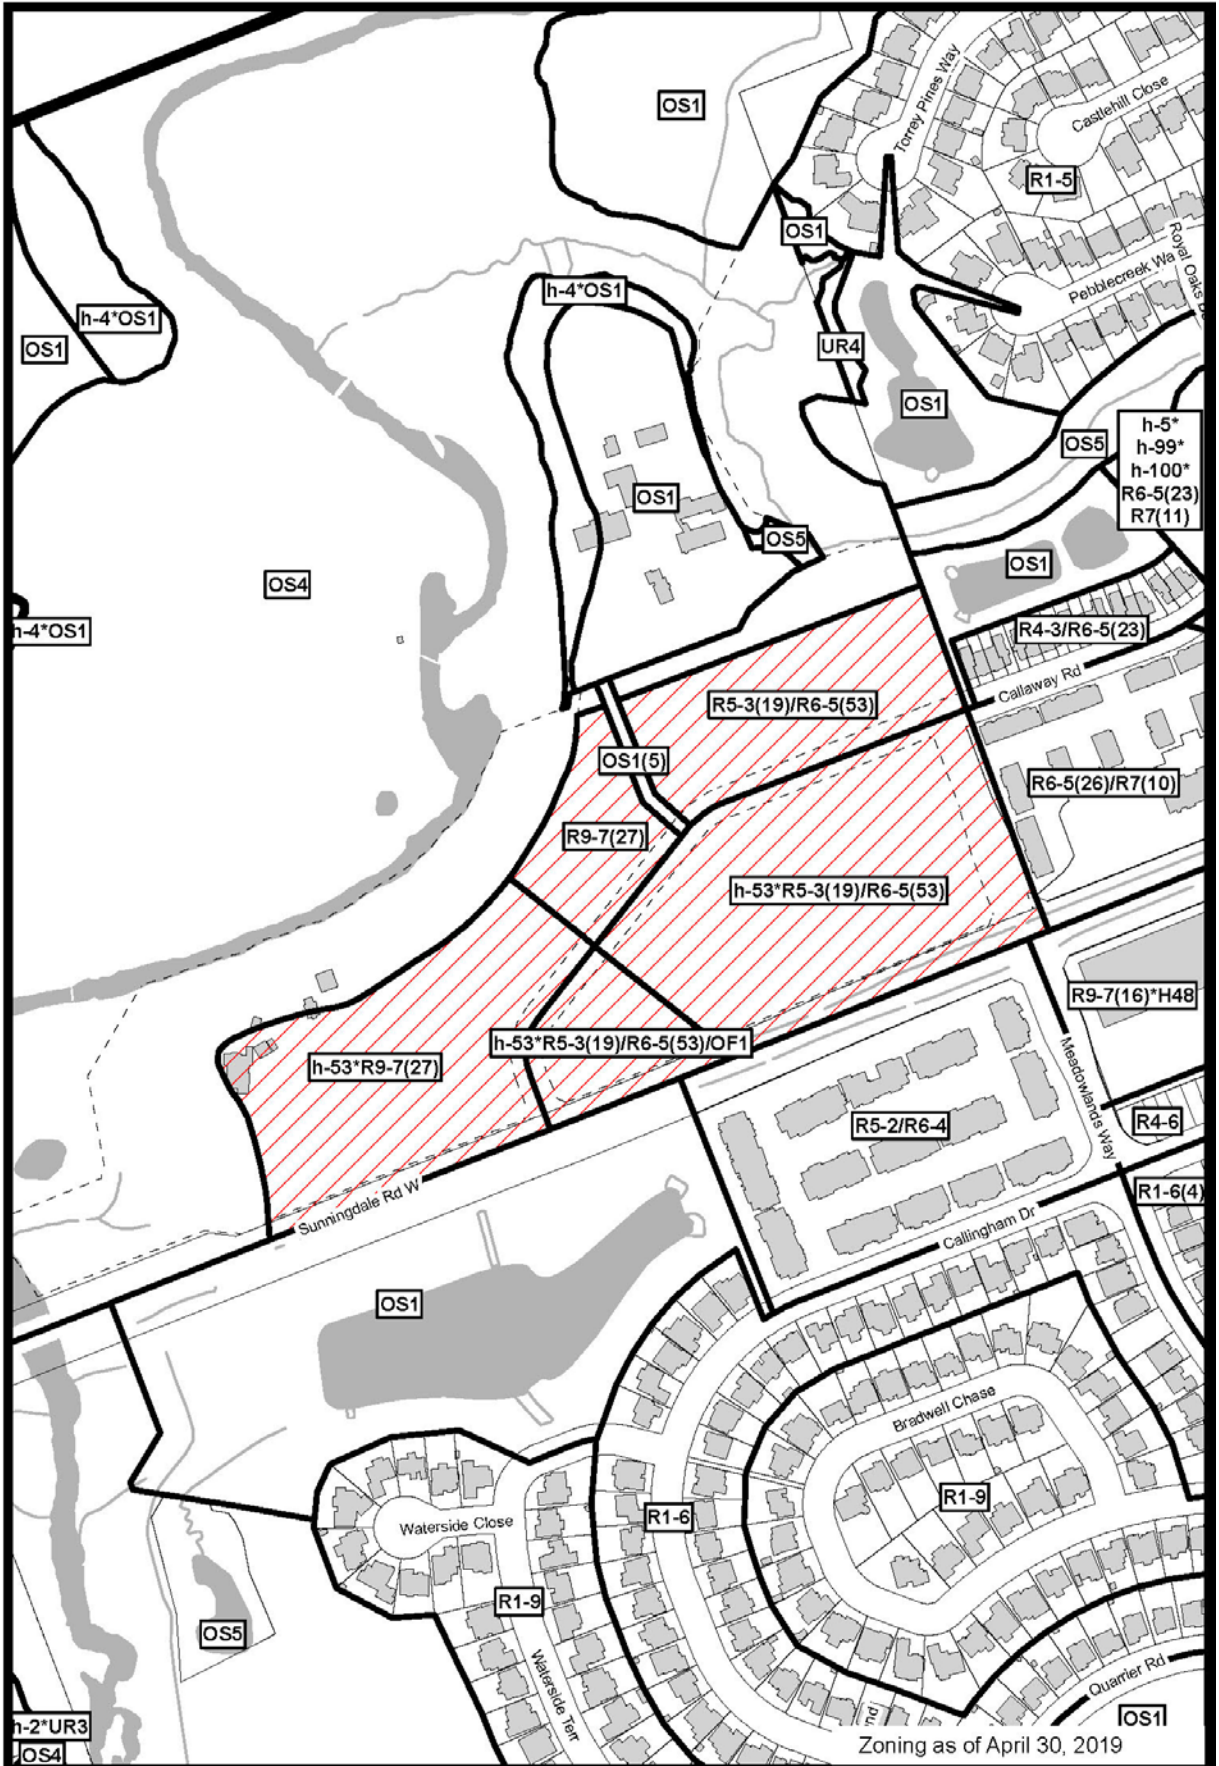 OS1
Torrey Pines Way
Castlehill Close
R1-5
OS1
Pebblecreek Wa
h-4*OS1
h-4*OS1
OS1
UR4
OS1
OS5
h-5*
h-99*
h-100*
R6-5(23)
R7(11)
OS1
OS5
OS1
OS4
h-4*OS1
R4-3/R6-5(23)
Callaway Rd
R5-3(19)/R6-5(53)
OS1(5)
R6-5(26)/R7(10)
R9-7(27)
h-53*R5-3(19)/R6-5(53)
R9-7(16)*H48
h-53*R5-3(19)/R6-5(53)/OF1
h-53*R9-7(27)
Meadowlands Way
R5-2/R6-4
R4-6
R1-6(4)
Sunningdale Rd W
Callingham Dr
OS1
Bradwell Chase
R1-9
R1-6
Waterside Close
R1-9
OS5
Waterside Terr
Quarrier Rd
OS1
h-2*UR3
OS4
Zoning as of April 30, 2019